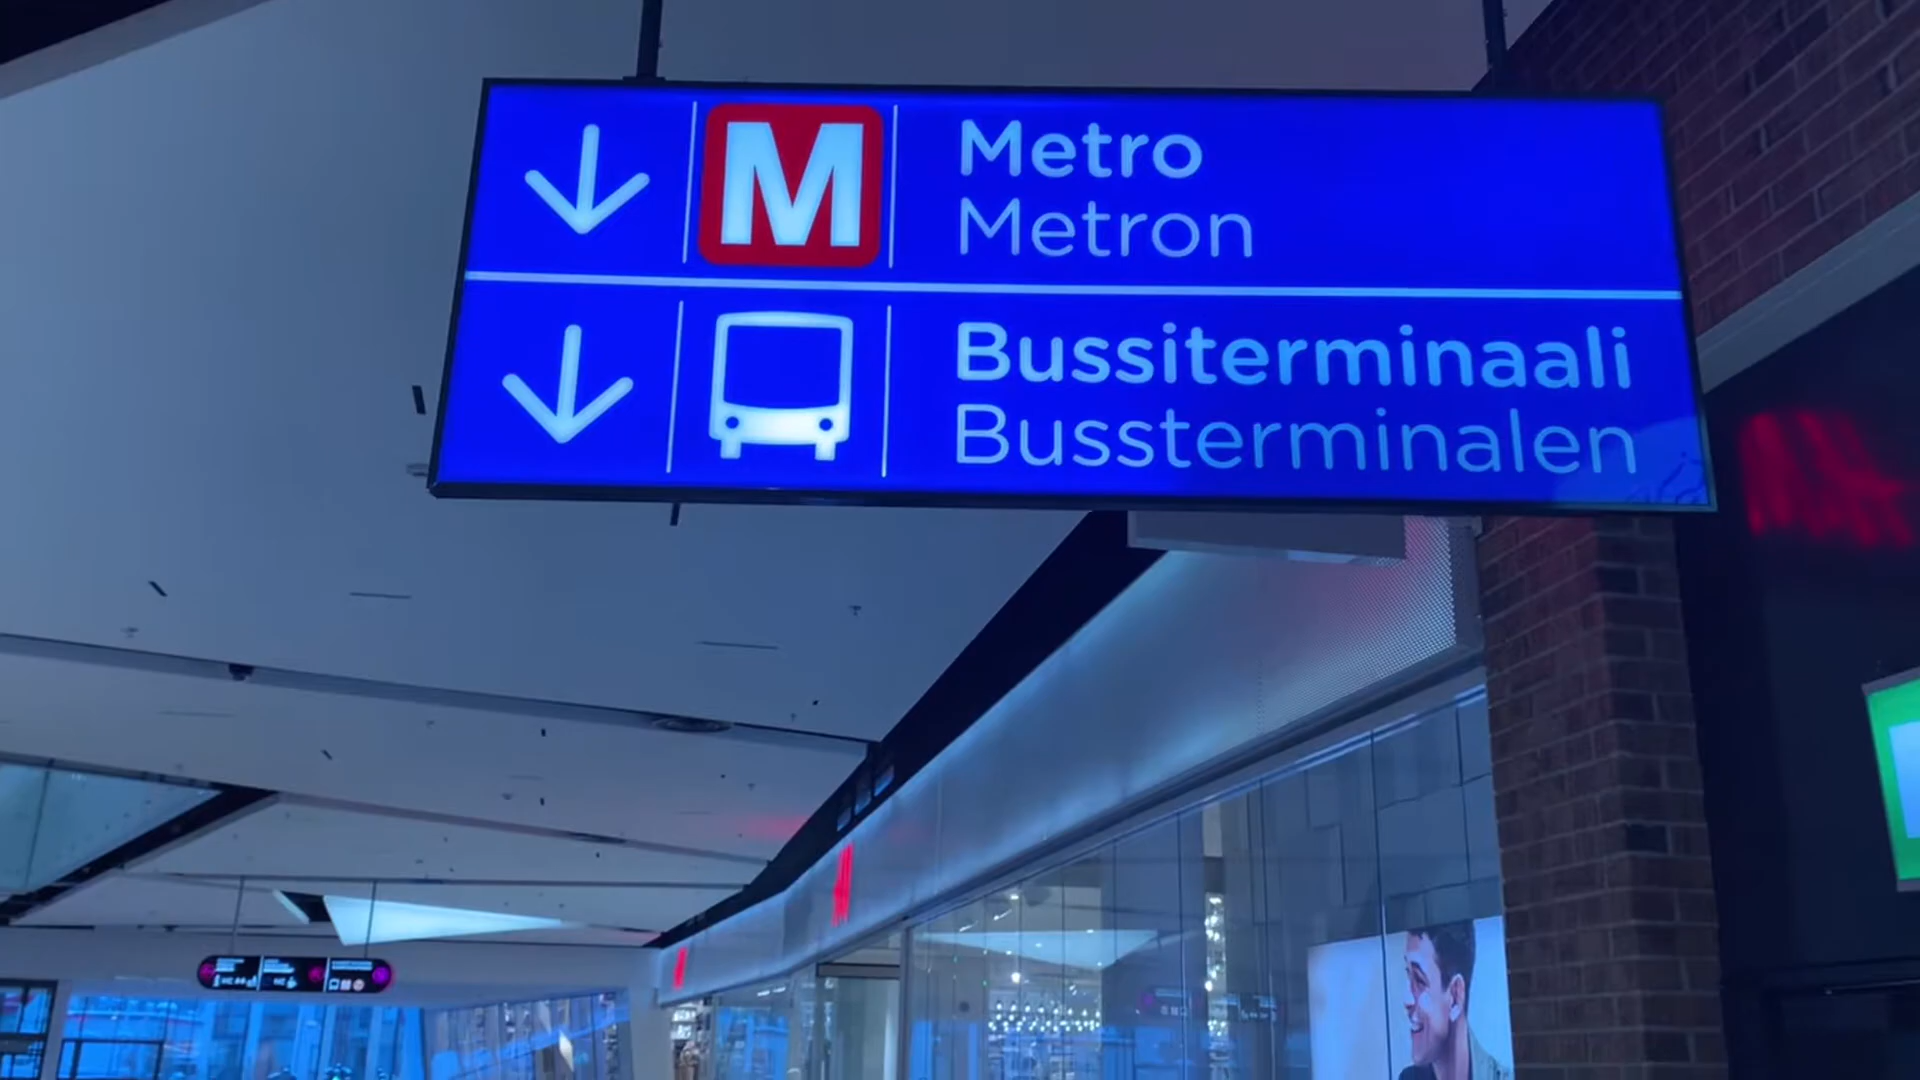 M
Metro
Metron
Bussiterminaali
Bussterminalen